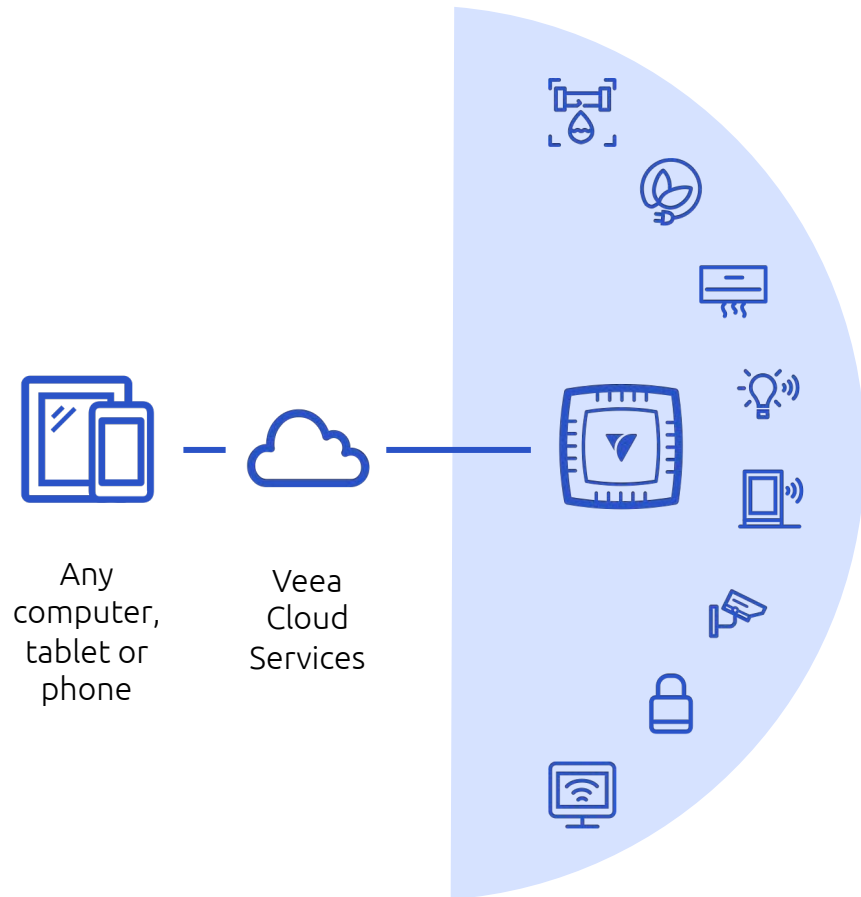 Any
computer,
tablet or
phone
Veea
Cloud
Services